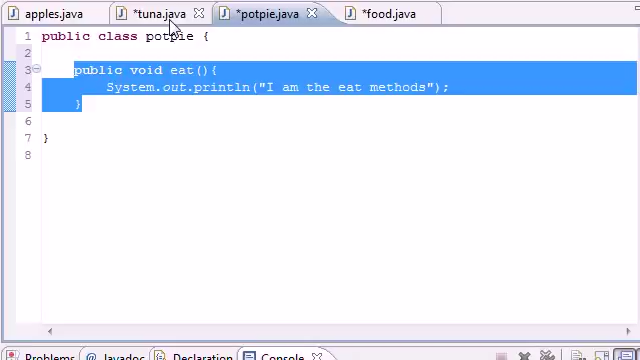 apples.java *tuna.java *potpie.java *food.java
1 public class potpie {
2
3 public void eat(){
4 System.out.println("I am the eat methods");
5 }
6
7 }
8
Problems @ Javadoc Declaration Console